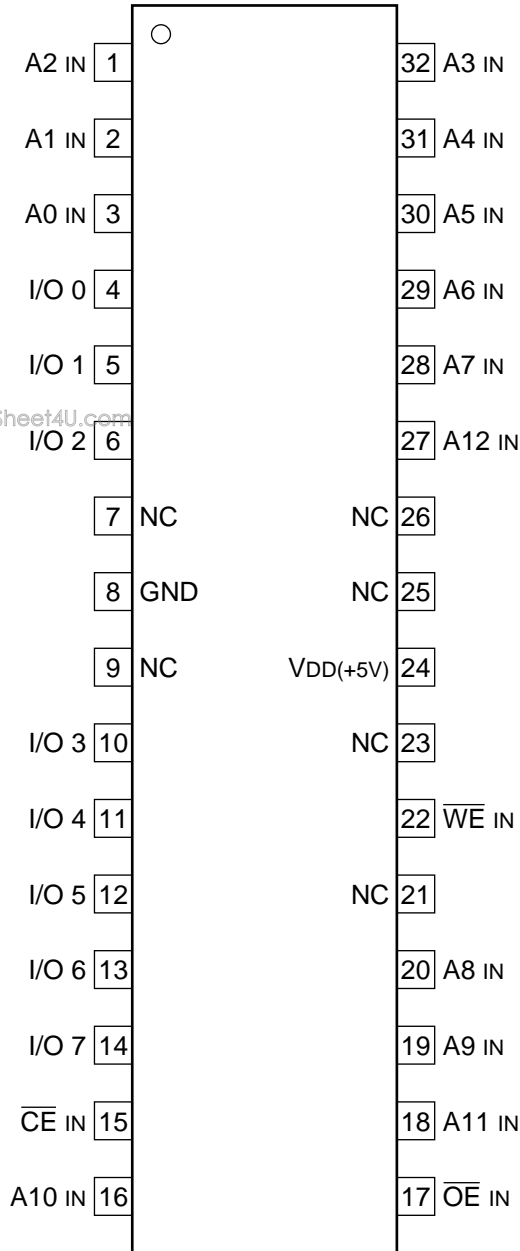 A2 IN 1 32 A3 IN
A1 IN 2 31 A4 IN
A0 IN 3 30 A5 IN
I/O 0 4 29 A6 IN
I/O 1 5 28 A7 IN
Sheet4U.com
I/O 2 6 27 A12 IN
7 NC NC 26
8 GND NC 25
9 NC VDD(+5V) 24
I/O 3 10 NC 23
I/O 4 11 22 W̅E̅ IN
I/O 5 12 NC 21
I/O 6 13 20 A8 IN
I/O 7 14 19 A9 IN
C̅E̅ IN 15 18 A11 IN
A10 IN 16 17 O̅E̅ IN